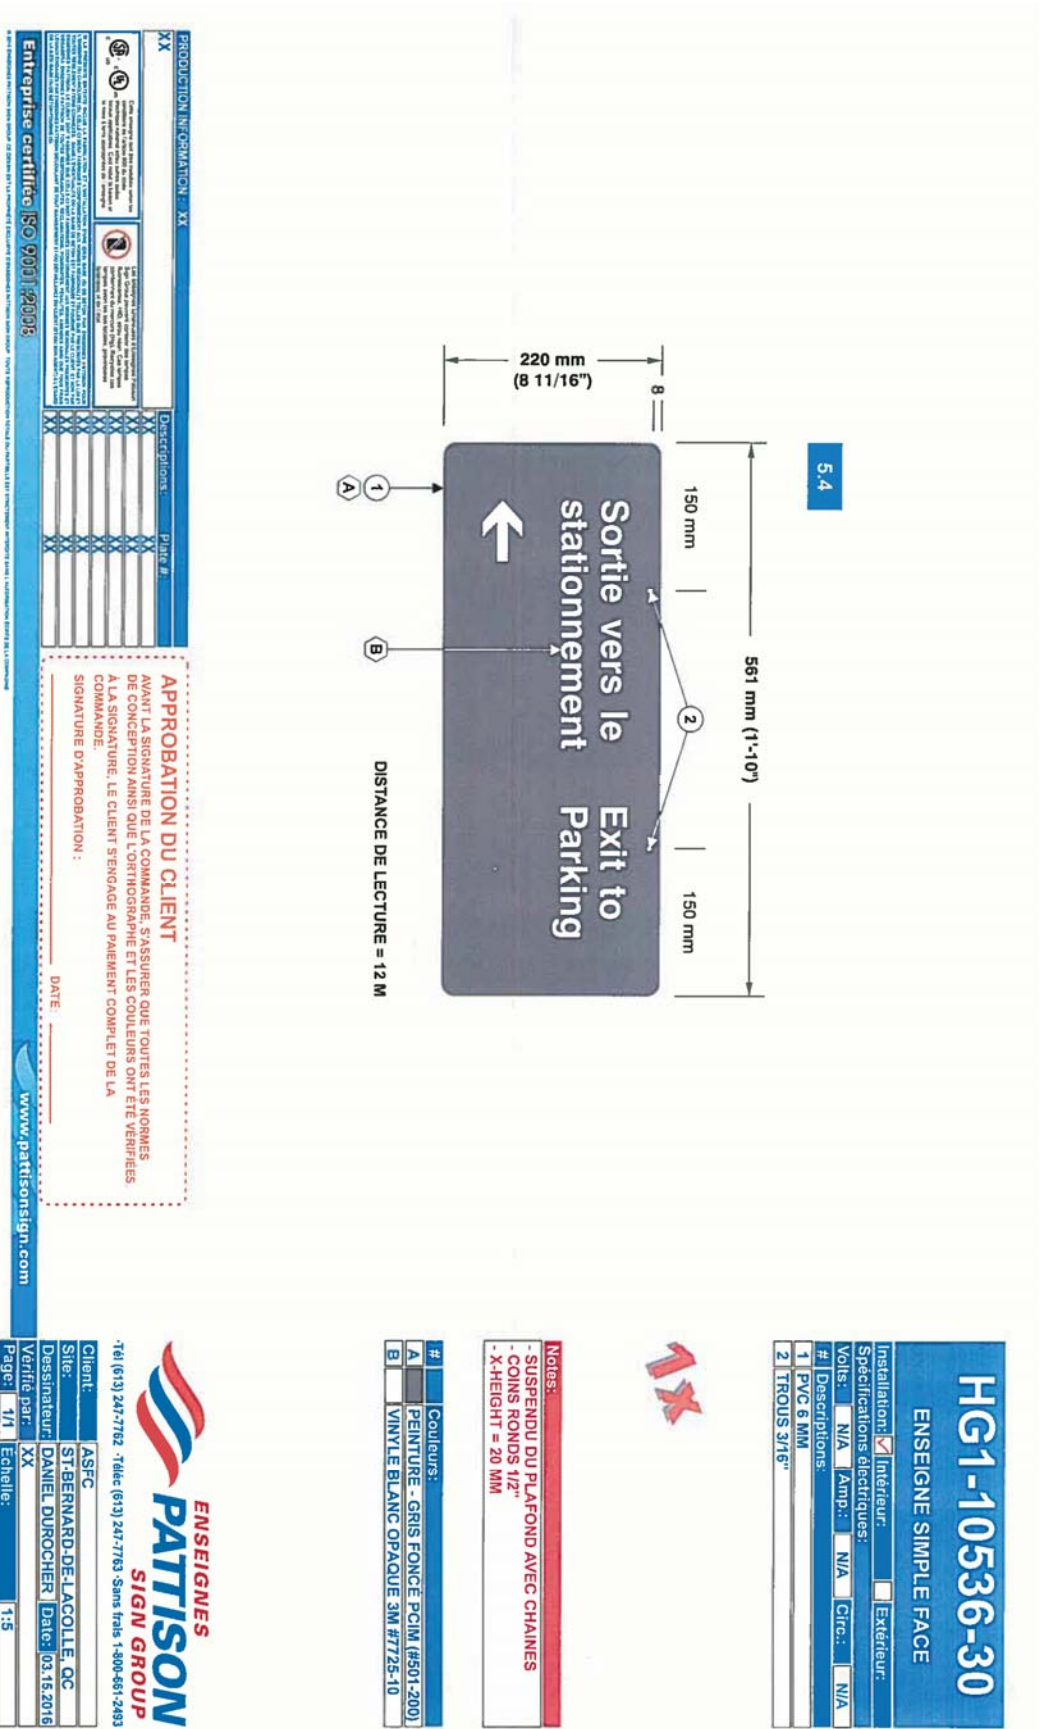 HG1-10536-30
ENSEIGNE SIMPLE FACE
Installation: Intérieur: Extérieur:
Spécifications électriques:
Volts: N/A Amp.: N/A Circ.: N/A
# Descriptions:
1 PVC 6 MM
2 TROUS 3/16"
1X
Notes:
- SUSPENDU DU PLAFOND AVEC CHAINES
- COINS RONDS 1/2"
- X-HEIGHT = 20 MM
# Couleurs:
A PEINTURE - GRIS FONCÉ PCIM (#501-200)
B VINYLE BLANC OPAQUE 3M #7725-10
ENSEIGNES
PATTISON
SIGN GROUP
·Tél (613) 247-7762 ·Téléc (613) 247-7763 ·Sans frais 1-800-661-2493
Client: ASFC
Site: ST-BERNARD-DE-LACOLLE, QC
Dessinateur: DANIEL DUROCHER Date: 03.15.2016
Vérifié par: XX
Page: 1/1 Échelle: 1:5
5.4
561 mm (1'-10")
150 mm
2
150 mm
8
220 mm
(8 11/16")
Sortie vers le
stationnement
Exit to
Parking
1
A
B
DISTANCE DE LECTURE = 12 M
PRODUCTION INFORMATION : XX
XX
Descriptions: Plate #:
X X
X X
X X
X X
X X
X X
X X
Entreprise certifiée ISO 9001:2008
www.pattisonsign.com
APPROBATION DU CLIENT
AVANT LA SIGNATURE DE LA COMMANDE, S'ASSURER QUE TOUTES LES NORMES
DE CONCEPTION AINSI QUE L'ORTHOGRAPHE ET LES COULEURS ONT ÉTÉ VÉRIFIÉES.
À LA SIGNATURE, LE CLIENT S'ENGAGE AU PAIEMENT COMPLET DE LA
COMMANDE.
SIGNATURE D'APPROBATION :
DATE: